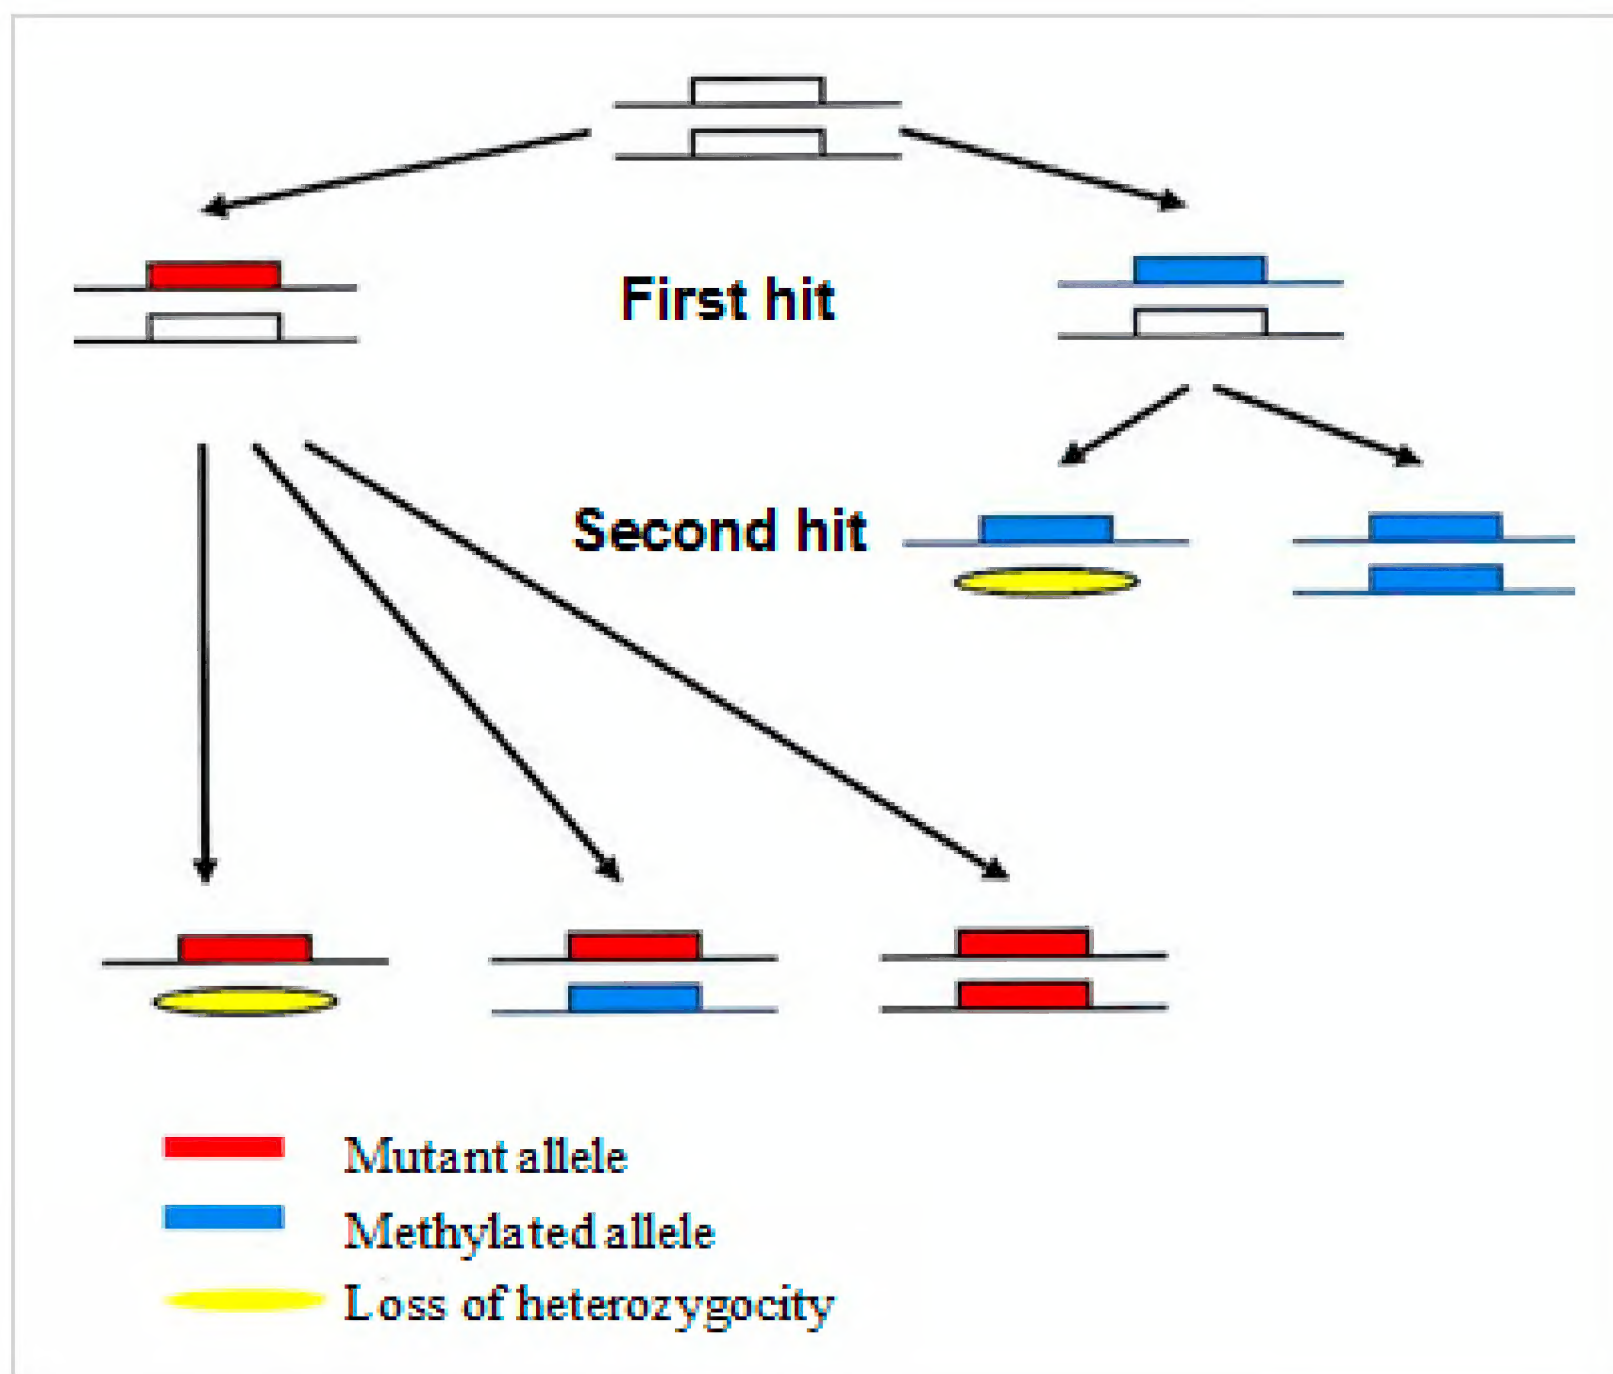 First hit
Second hit
Mutant allele
Methylated allele
Loss of heterozygocity